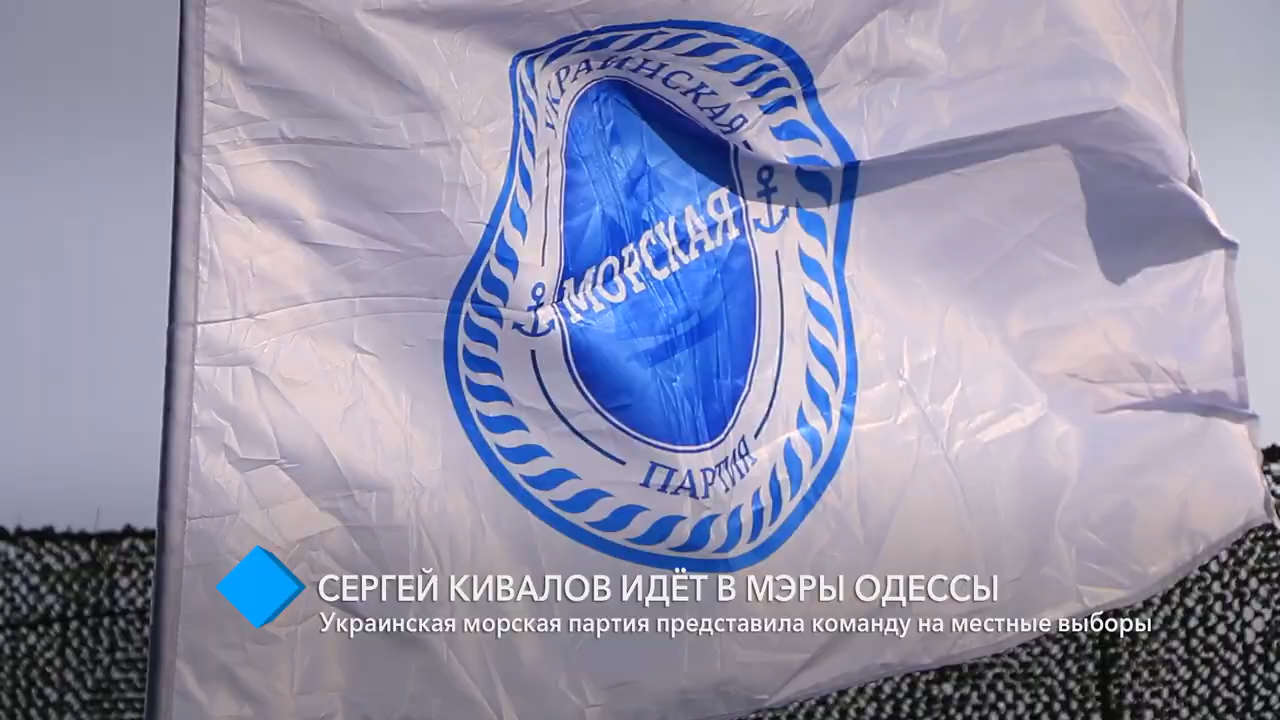 УКРАИНСКАЯ
МОРСКАЯ
ПАРТИЯ
СЕРГЕЙ КИВАЛОВ ИДЁТ В МЭРЫ ОДЕССЫ
Украинская морская партия представила команду на местные выборы